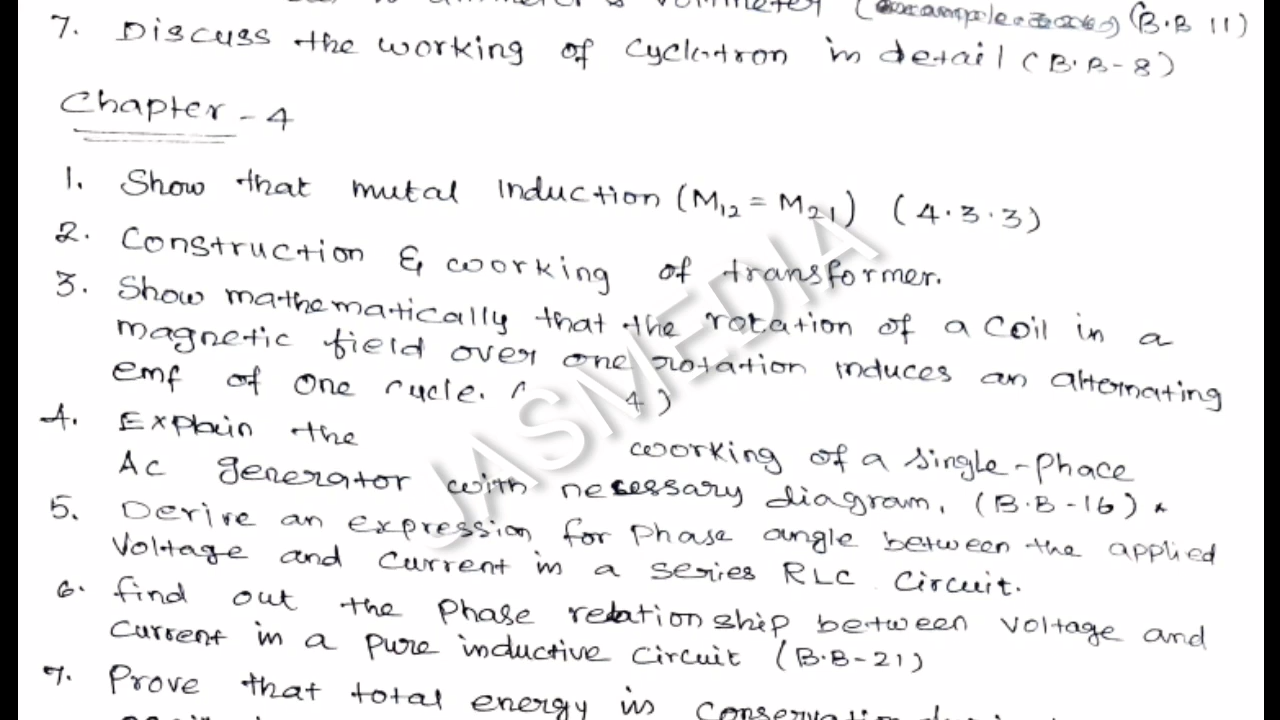 voltmeter (B.B 11)
7. Discuss the working of cyclotron in detail (B.B-8)
Chapter - 4
1. Show that mutal Induction (M12 = M21) (4.3.3)
2. Construction & working of transformer.
3. Show mathematically that the rotation of a coil in a
magnetic field over one rotation induces an alternating
emf of one cycle. ( 4)
4. Explain the working of a single-phace
AC generator with necessary diagram. (B.B-16) *
5. Derive an expression for phase angle between the applied
Voltage and current in a series RLC circuit.
6. find out the phase relationship between voltage and
current in a pure inductive circuit (B.B-21)
7. Prove that total energy is
JASMEDIA